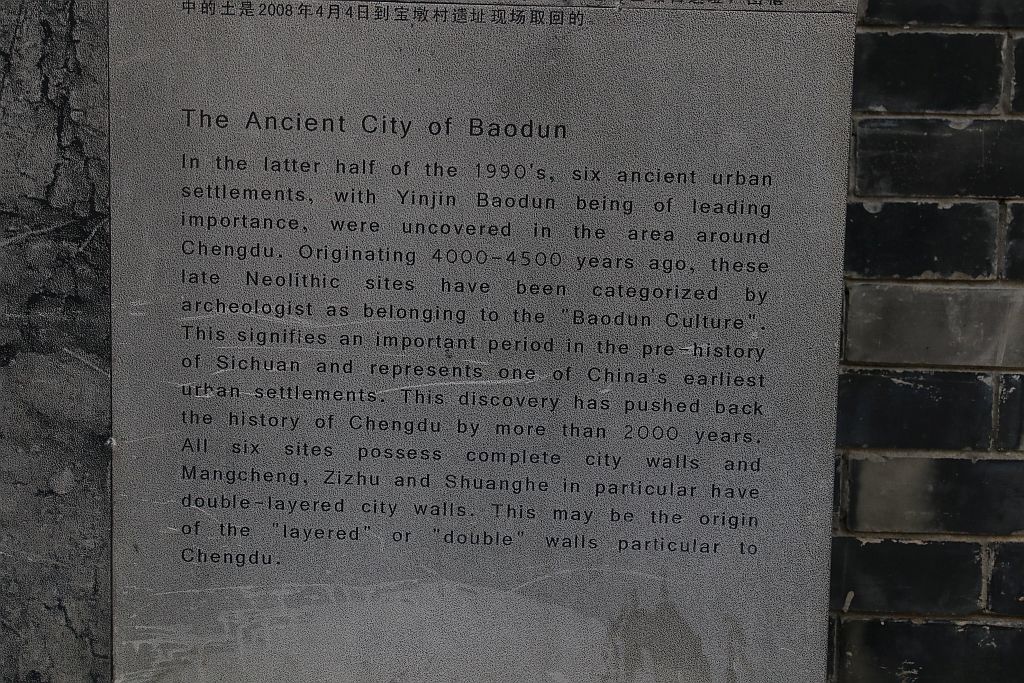 中的土是2008年4月4日到宝墩村遗址现场取回的。
The Ancient City of Baodun
In the latter half of the 1990's, six ancient urban
settlements, with Yinjin Baodun being of leading
importance, were uncovered in the area around
Chengdu. Originating 4000-4500 years ago, these
late Neolithic sites have been categorized by
archeologist as belonging to the "Baodun Culture".
This signifies an important period in the pre-history
of Sichuan and represents one of China's earliest
urban settlements. This discovery has pushed back
the history of Chengdu by more than 2000 years.
All six sites possess complete city walls and
Mangcheng, Zizhu and Shuanghe in particular have
double-layered city walls. This may be the origin
of the "layered" or "double" walls particular to
Chengdu.